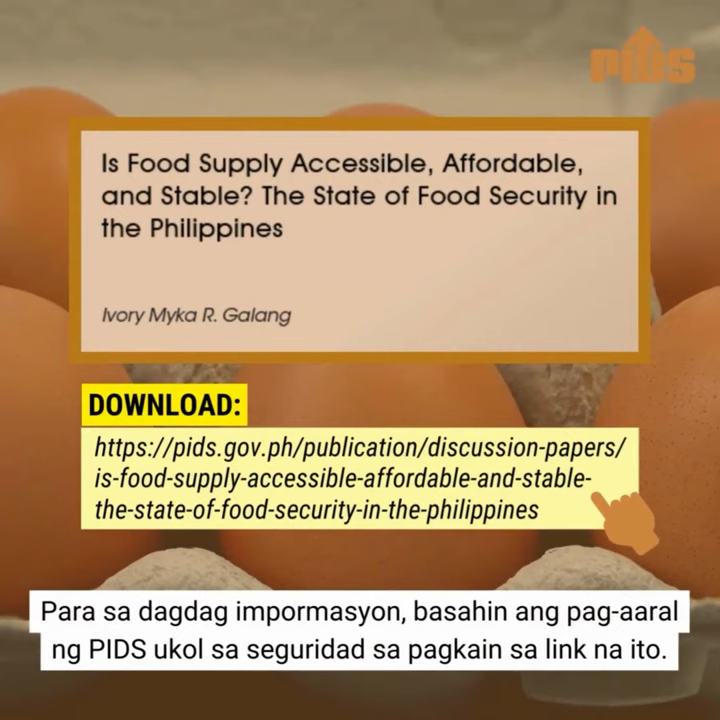 PIDS
Is Food Supply Accessible, Affordable,
and Stable? The State of Food Security in
the Philippines
Ivory Myka R. Galang
DOWNLOAD:
https://pids.gov.ph/publication/discussion-papers/
is-food-supply-accessible-affordable-and-stable-
the-state-of-food-security-in-the-philippines
Para sa dagdag impormasyon, basahin ang pag-aaral
ng PIDS ukol sa seguridad sa pagkain sa link na ito.